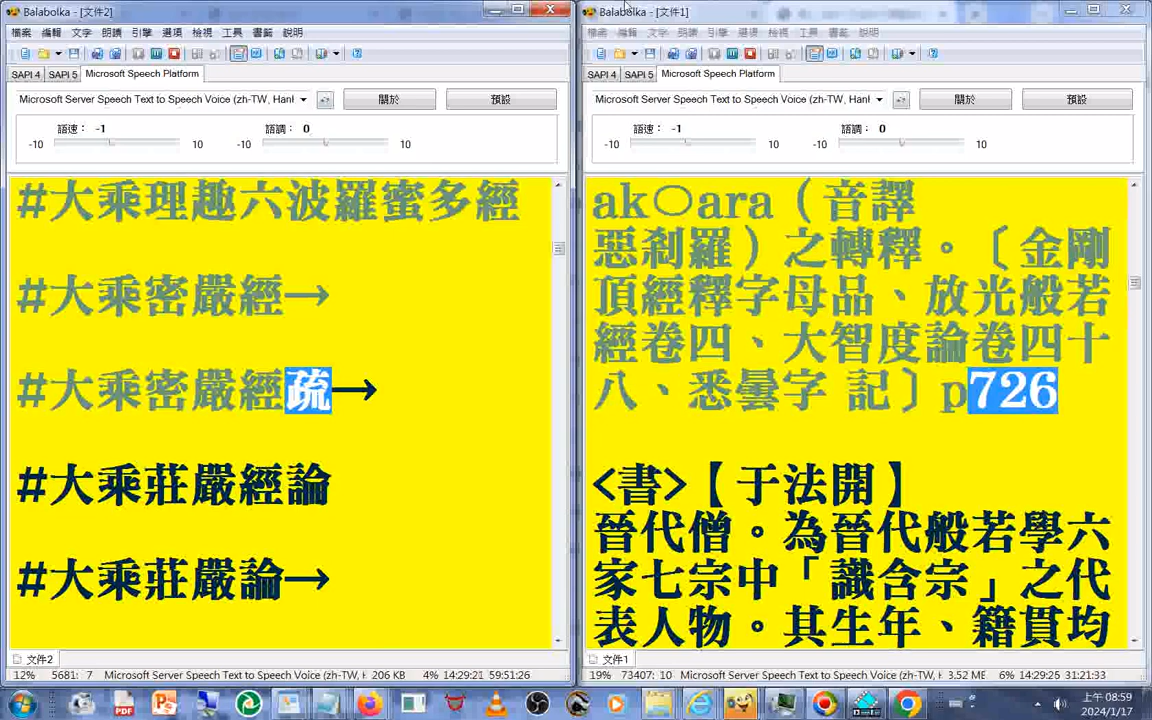 Balabolka - [文件2]
檔案 編輯 文字 朗讀 引擎 選項 檢視 工具 書籤 說明
SAPI 4 SAPI 5 Microsoft Speech Platform
Microsoft Server Speech Text to Speech Voice (zh-TW, Han 關於 預設
語速： -1 語調： 0
-10 10 -10 10
#大乘理趣六波羅蜜多經
#大乘密嚴經→
#大乘密嚴經疏→
#大乘莊嚴經論
#大乘莊嚴論→
文件2
12% 5681: 7 Microsoft Server Speech Text to Speech Voice (zh-TW, H 206 KB 4% 14:29:21 59:51:26
Balabolka - [文件1]
檔案 編輯 文字 朗讀 引擎 選項 檢視 工具 書籤 說明
SAPI 4 SAPI 5 Microsoft Speech Platform
Microsoft Server Speech Text to Speech Voice (zh-TW, Han 關於 預設
語速： -1 語調： 0
-10 10 -10 10
ak○ara（音譯
惡剎羅）之轉釋。〔金剛
頂經釋字母品、放光般若
經卷四、大智度論卷四十
八、悉曇字 記〕p726
<書>【于法開】
晉代僧。為晉代般若學六
家七宗中「識含宗」之代
表人物。其生年、籍貫均
文件1
19% 73407: 10 Microsoft Server Speech Text to Speech Voice (zh-TW, H 3.52 ME 6% 14:29:25 31:21:33
上午 08:59
2024/1/17